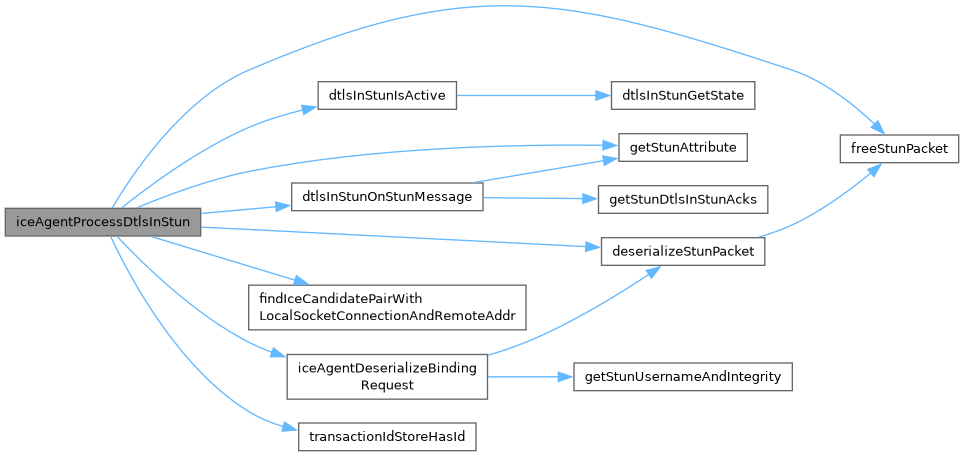 dtlsInStunIsActive
dtlsInStunGetState
getStunAttribute
freeStunPacket
dtlsInStunOnStunMessage
getStunDtlsInStunAcks
iceAgentProcessDtlsInStun
deserializeStunPacket
findIceCandidatePairWith
LocalSocketConnectionAndRemoteAddr
iceAgentDeserializeBinding
Request
getStunUsernameAndIntegrity
transactionIdStoreHasId